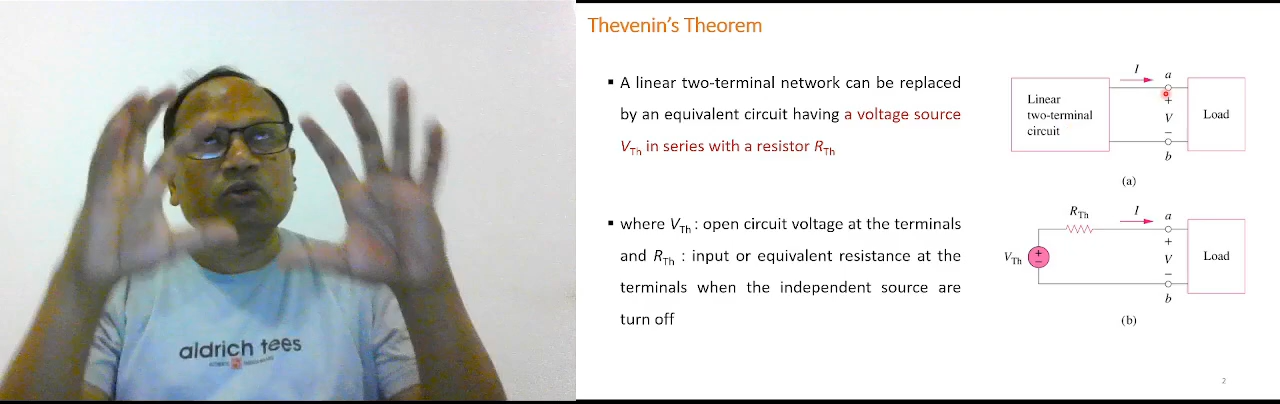 Thevenin's Theorem
▪ A linear two-terminal network can be replaced
by an equivalent circuit having a voltage source
VTh in series with a resistor RTh
▪ where VTh : open circuit voltage at the terminals
and RTh : input or equivalent resistance at the
terminals when the independent source are
turn off
Linear
two-terminal
circuit
I
a
+
V
−
b
Load
(a)
RTh
I
a
VTh
+
−
+
V
−
b
Load
(b)
2
aldrich tees